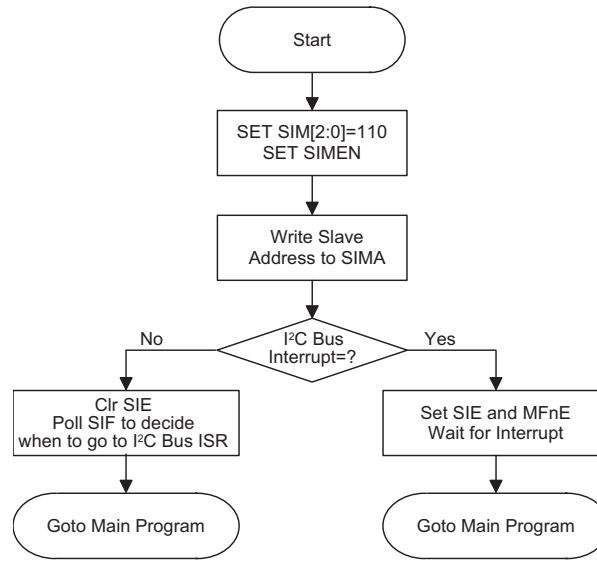 Start
SET SIM[2:0]=110
SET SIMEN
Write Slave
Address to SIMA
I²C Bus
Interrupt=?
No
Yes
Clr SIE
Poll SIF to decide
when to go to I²C Bus ISR
Set SIE and MFnE
Wait for Interrupt
Goto Main Program
Goto Main Program